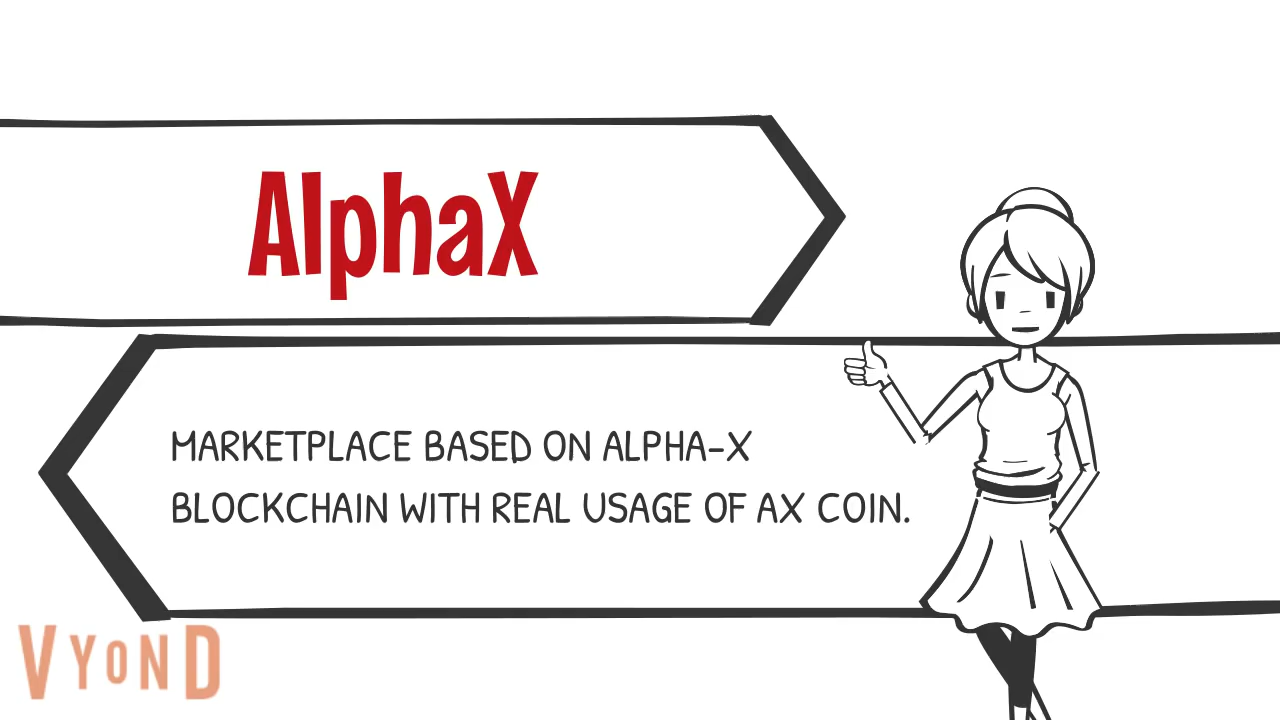 AlphaX
MARKETPLACE BASED ON ALPHA-X
BLOCKCHAIN WITH REAL USAGE OF AX COIN.
VYOND